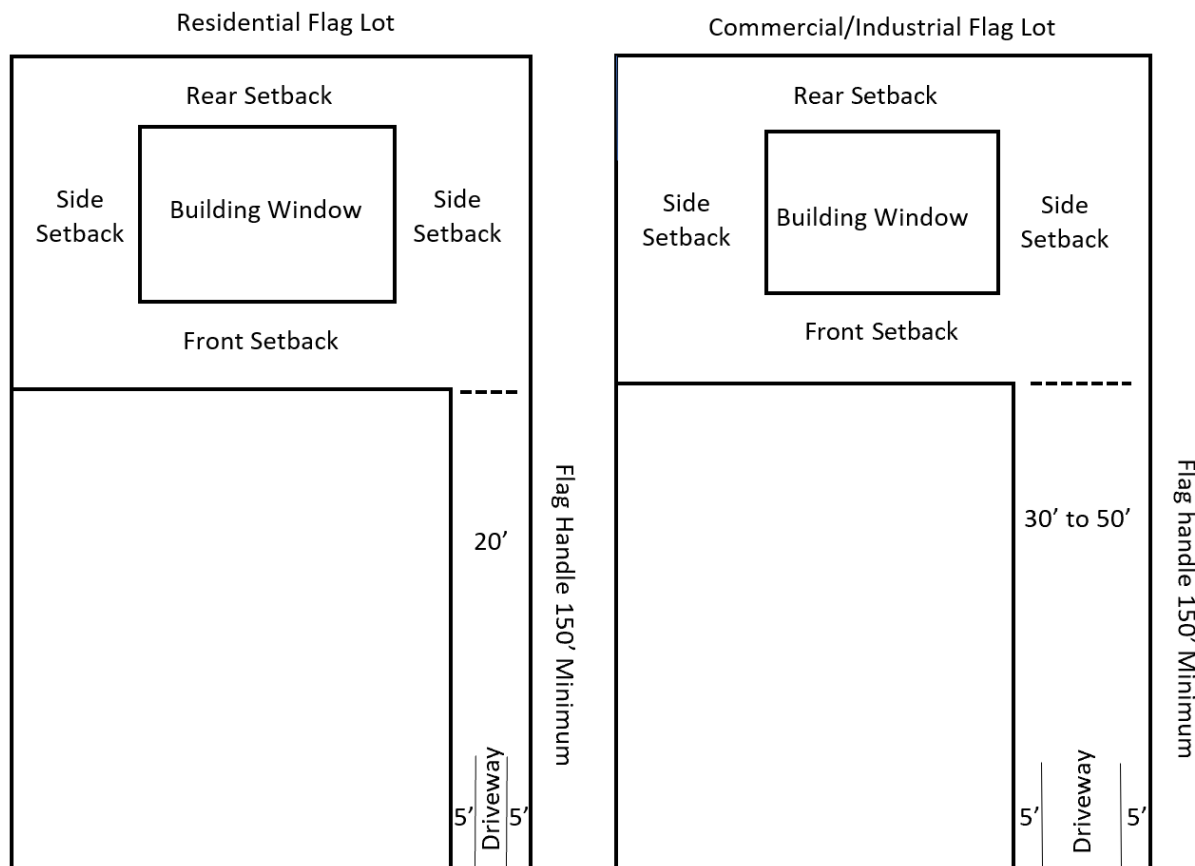 Residential Flag Lot
Rear Setback
Side
Setback
Building Window
Side
Setback
Front Setback
20’
Flag Handle 150’ Minimum
5’
Driveway
5’
Commercial/Industrial Flag Lot
Rear Setback
Side
Setback
Building Window
Side
Setback
Front Setback
30’ to 50’
Flag handle 150’ Minimum
5’
Driveway
5’